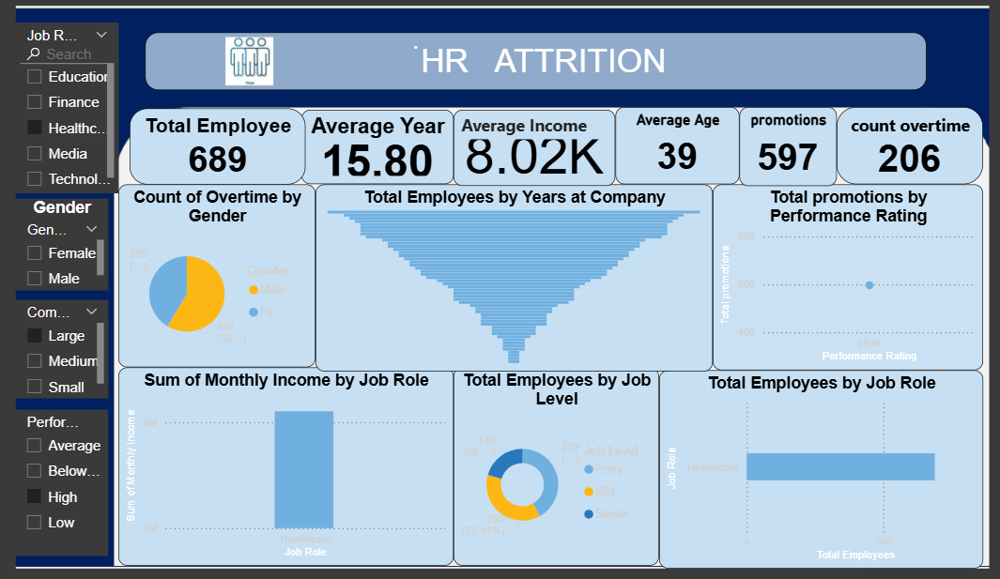 HR ATTRITION
Job R...
Search
Education
Finance
Healthc...
Media
Technol...
Gender
Gen...
Female
Male
Com...
Large
Medium
Small
Perfor...
Average
Below...
High
Low
Total Employee
689
Average Year
15.80
Average Income
8.02K
Average Age
39
promotions
597
count overtime
206
Count of Overtime by
Gender
285
(...)
404
(58...)
Gender
Male
Fe...
Total Employees by Years at Company
Total promotions by
Performance Rating
Total promotions
800
600
400
High
Performance Rating
Sum of Monthly Income by Job Role
Sum of Monthly Income
5M
0M
Healthcare
Job Role
Total Employees by Job
Level
142
(20....)
289
(...)
258
(37.45%)
Job Level
Entry
Mid
Senior
Total Employees by Job Role
Job Role
Healthcare
0
500
Total Employees